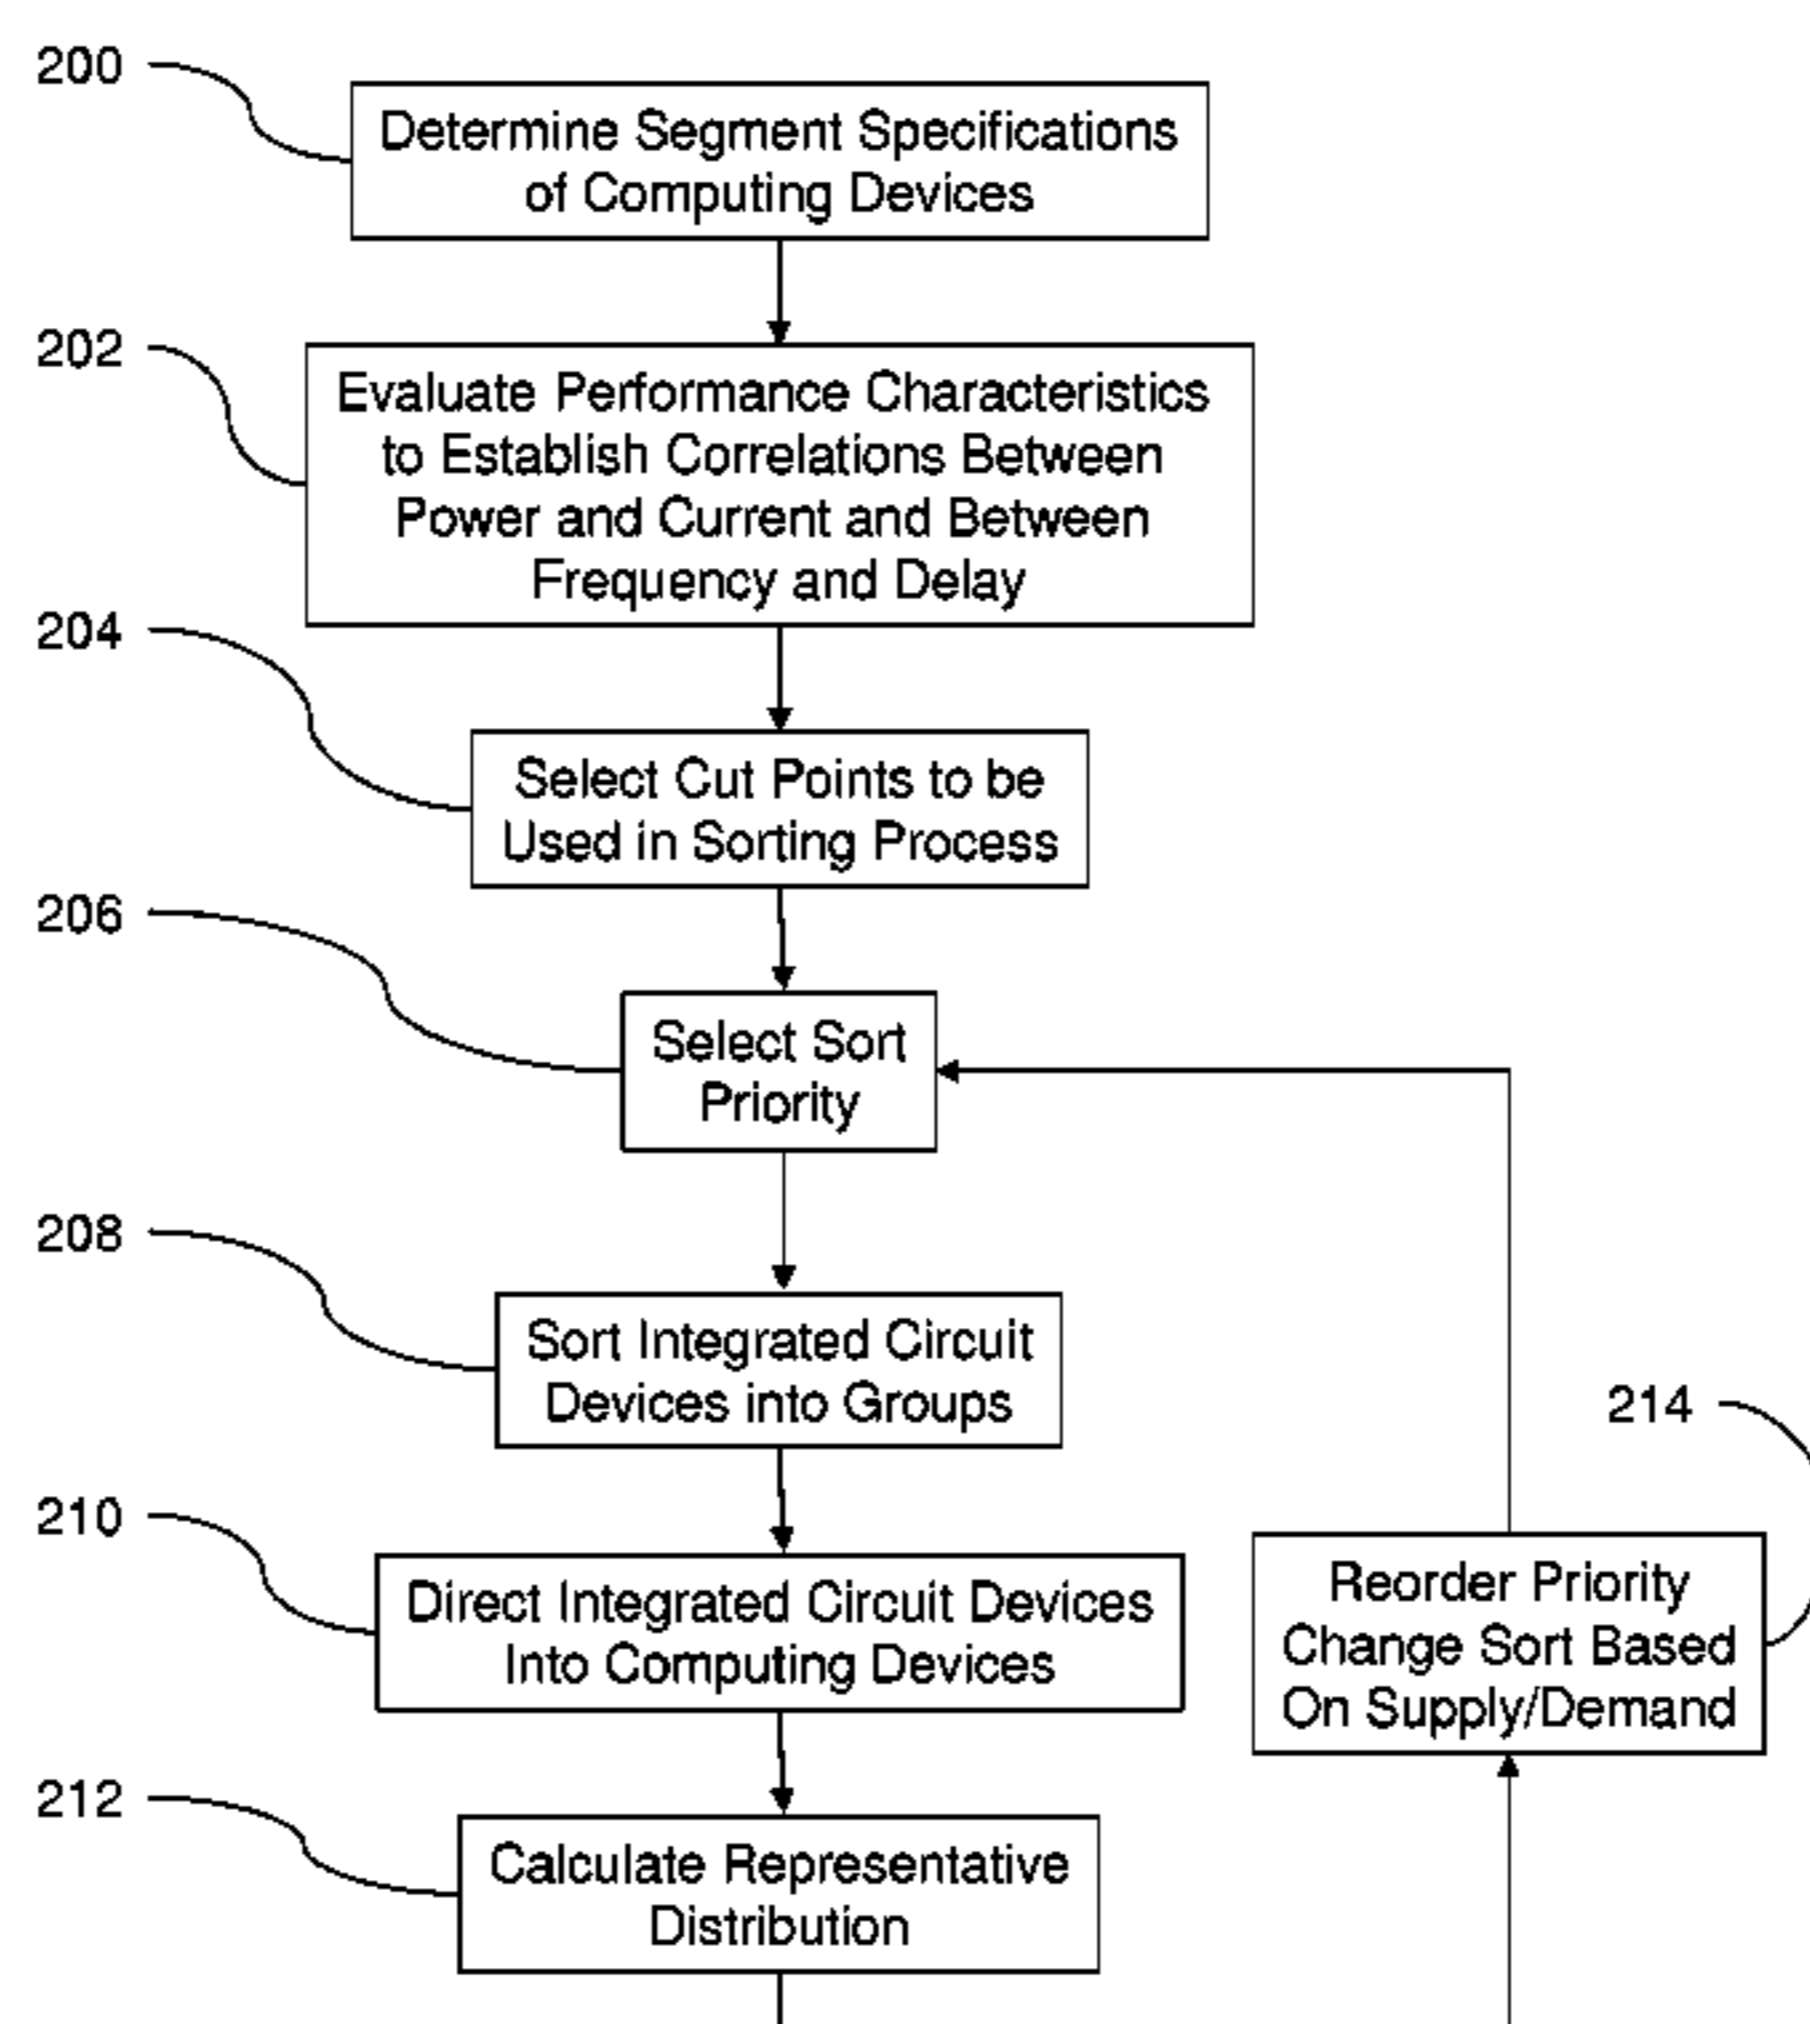 200
Determine Segment Specifications
of Computing Devices
202
Evaluate Performance Characteristics
to Establish Correlations Between
Power and Current and Between
Frequency and Delay
204
Select Cut Points to be
Used in Sorting Process
206
Select Sort
Priority
208
Sort Integrated Circuit
Devices into Groups
210
Direct Integrated Circuit Devices
Into Computing Devices
214
Reorder Priority
Change Sort Based
On Supply/Demand
212
Calculate Representative
Distribution